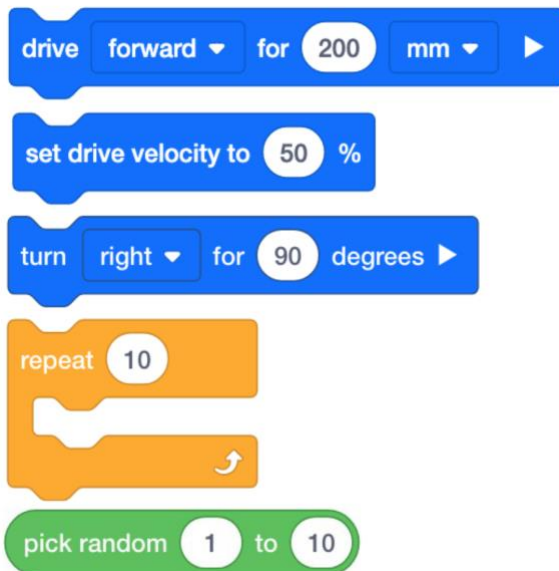 drive forward for 200 mm
set drive velocity to 50 %
turn right for 90 degrees
repeat 10
pick random 1 to 10